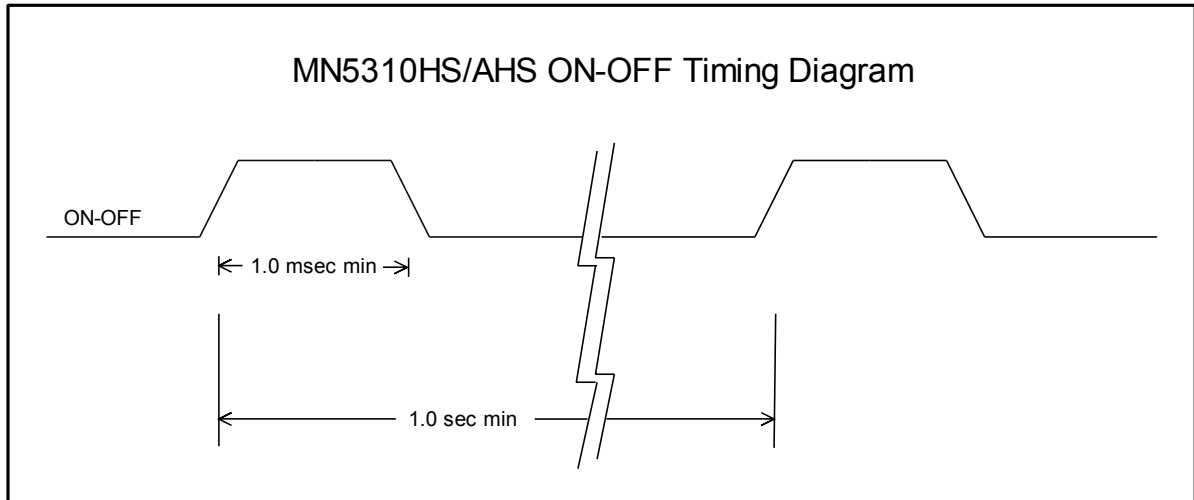 MN5310HS/AHS ON-OFF Timing Diagram
ON-OFF
1.0 msec min
1.0 sec min